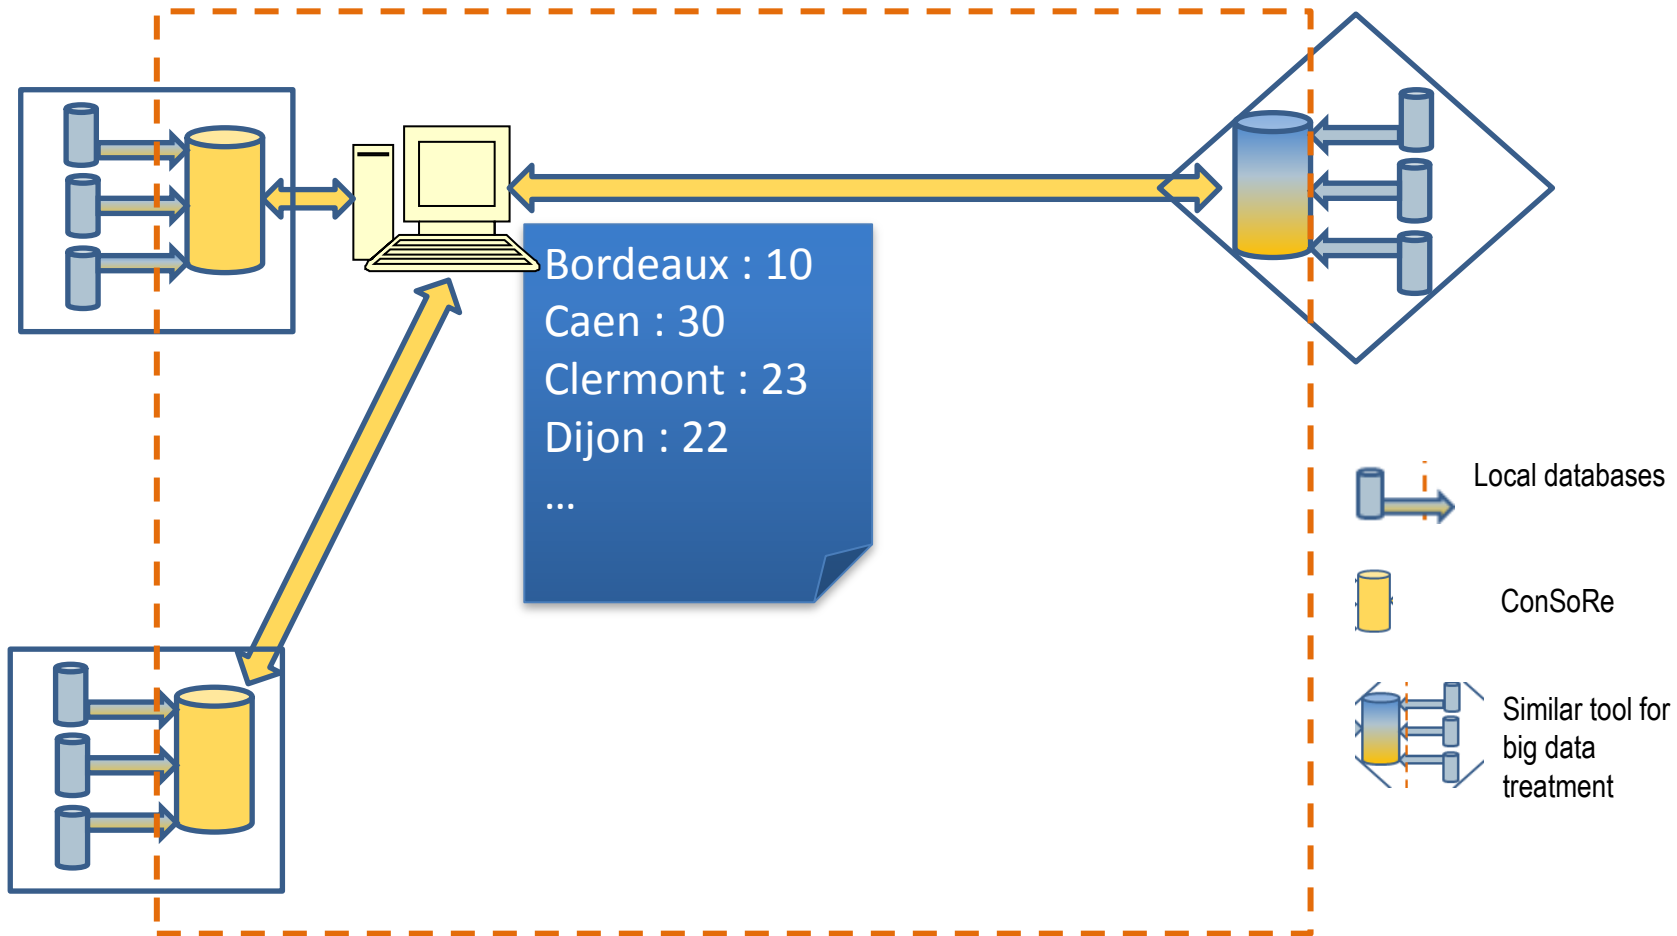 Bordeaux : 10
Caen : 30
Clermont : 23
Dijon : 22
...
Local databases
ConSoRe
Similar tool for
big data
treatment